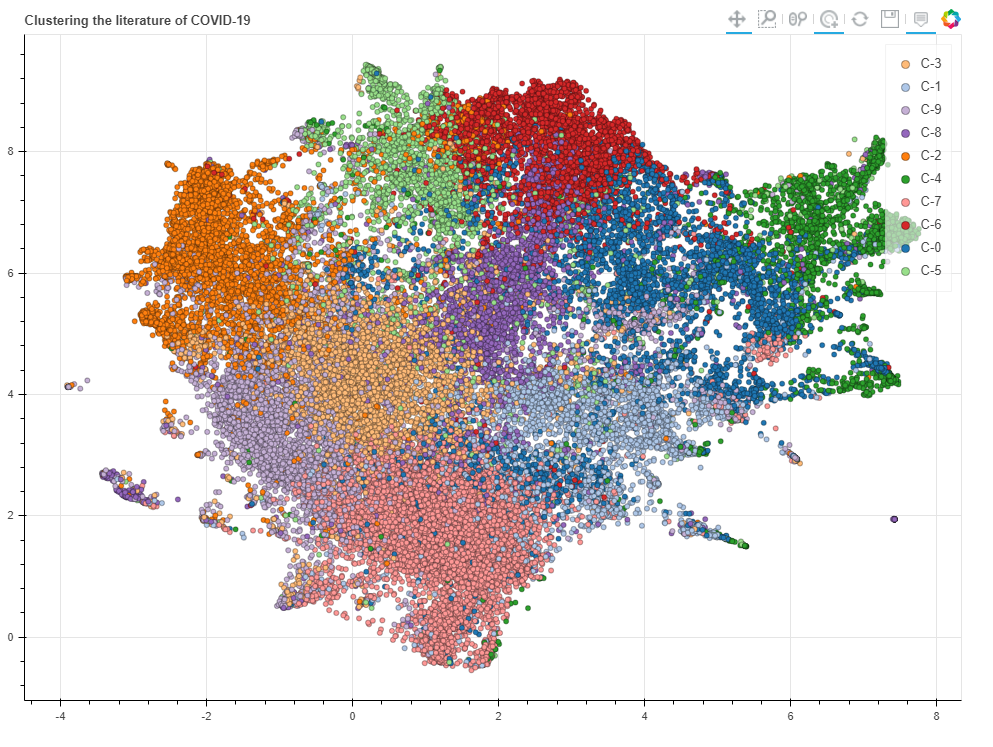 Clustering the literature of COVID-19
C-3
C-1
C-9
C-8
C-2
C-4
C-7
C-6
C-0
C-5
8
6
4
2
0
-4
-2
0
2
4
6
8